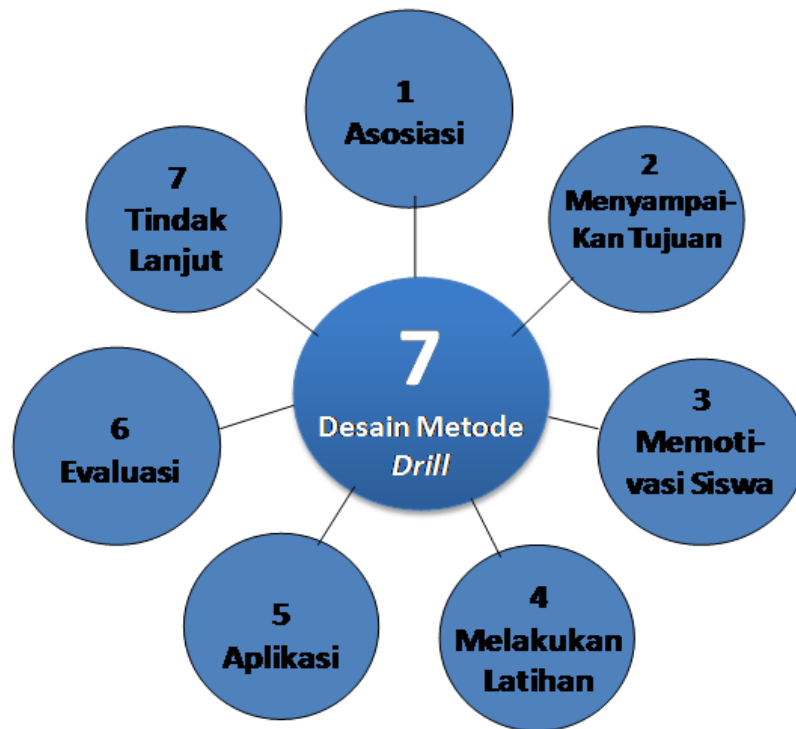 1
Asosiasi
2
Menyampai-
Kan Tujuan
3
Memoti-
vasi Siswa
4
Melakukan
Latihan
5
Aplikasi
6
Evaluasi
7
Tindak
Lanjut
7
Desain Metode
Drill